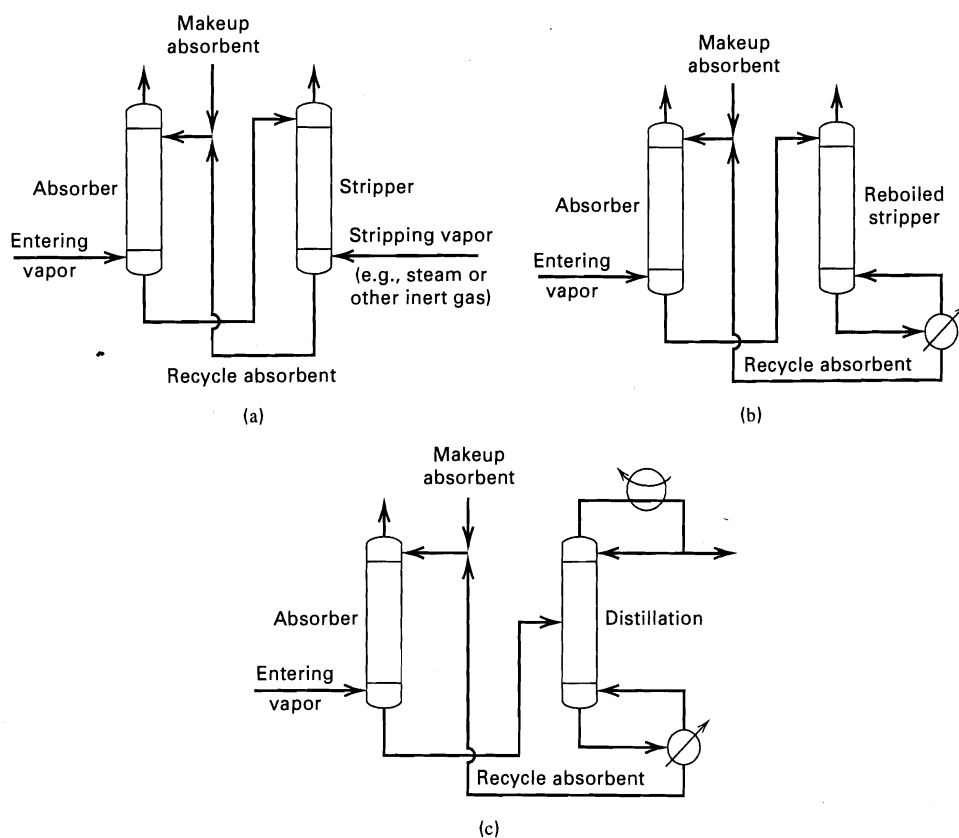 Makeup
absorbent
Absorber
Stripper
Entering
vapor
Stripping vapor
(e.g., steam or
other inert gas)
Recycle absorbent
(a)
Makeup
absorbent
Absorber
Reboiled
stripper
Entering
vapor
Recycle absorbent
(b)
Makeup
absorbent
Absorber
Distillation
Entering
vapor
Recycle absorbent
(c)